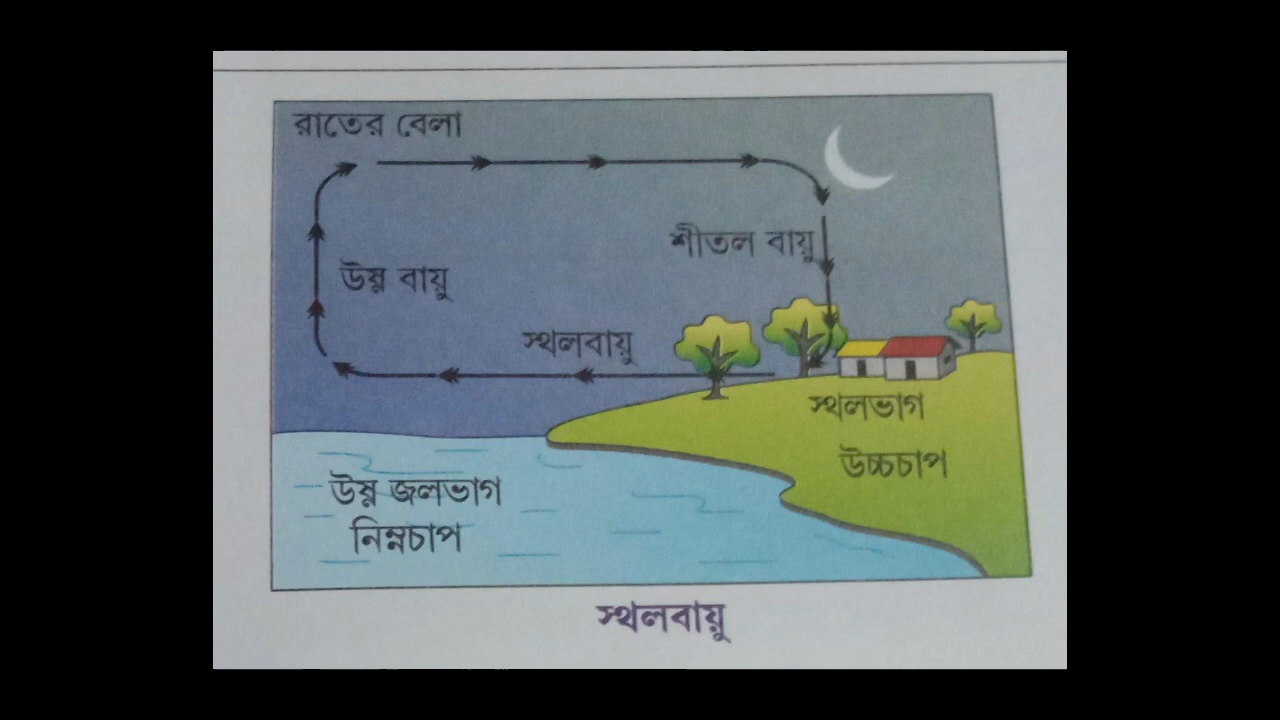 রাতের বেলা
শীতল বায়ু
উষ্ণ বায়ু
স্থলবায়ু
স্থলভাগ
উচ্চচাপ
উষ্ণ জলভাগ
নিম্নচাপ
স্থলবায়ু